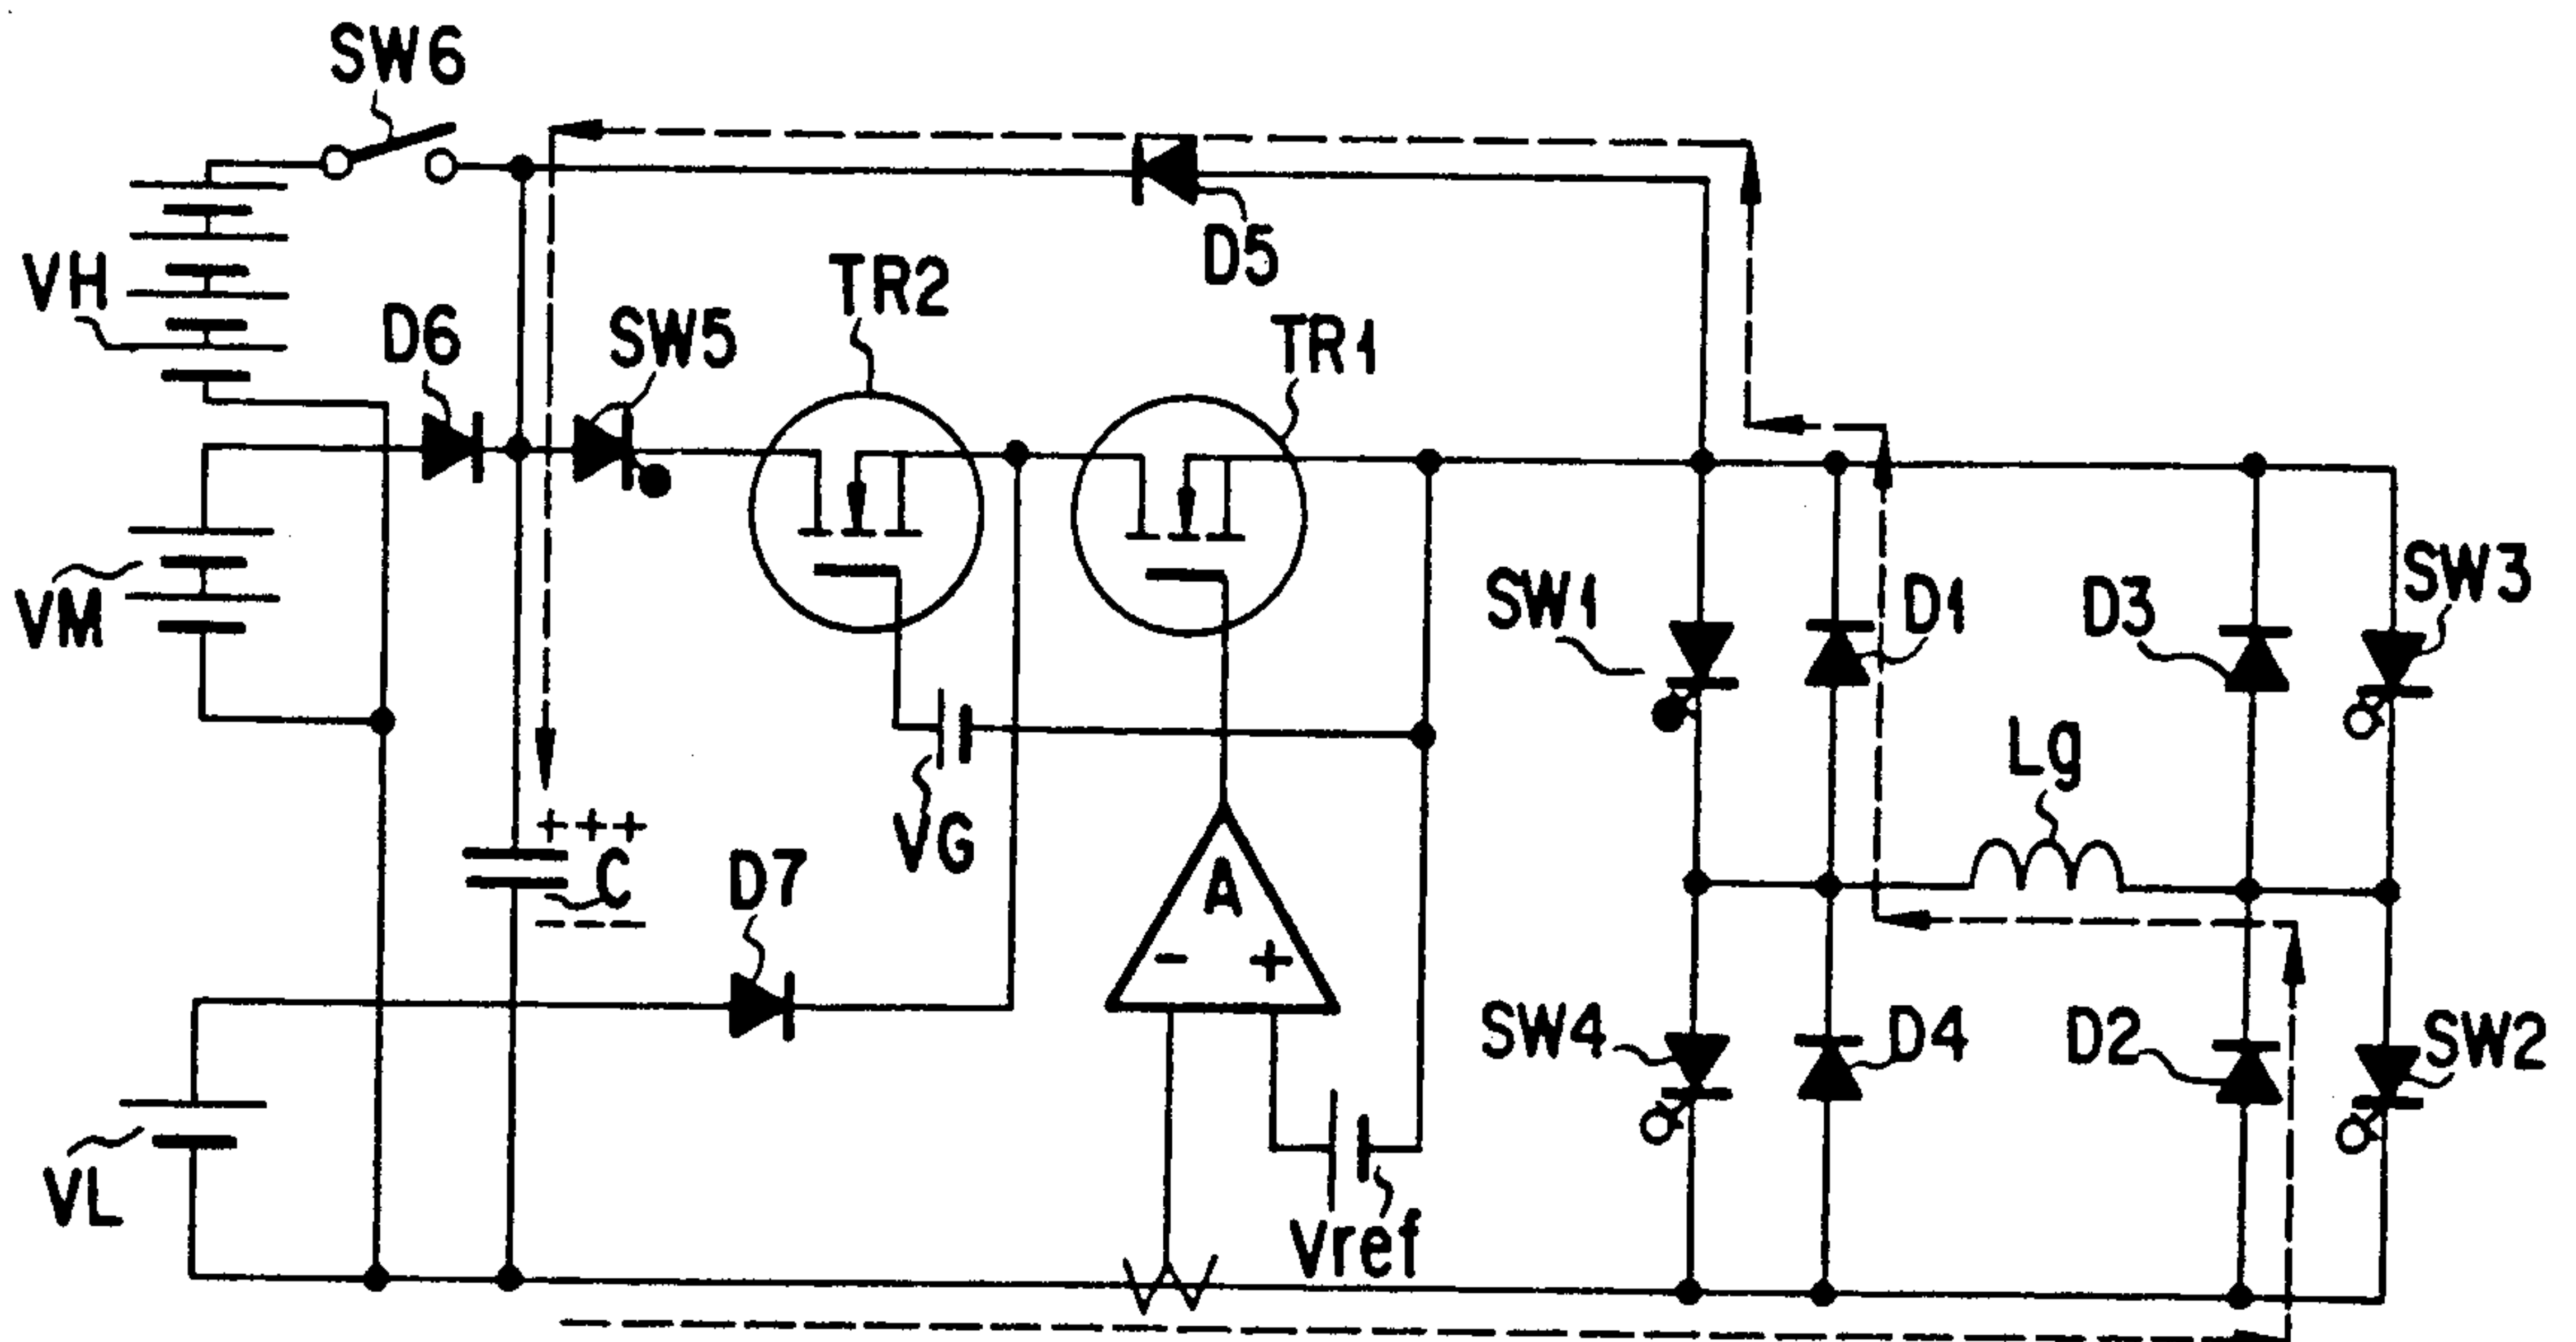 SW6
VH
D6
SW5
TR2
D5
TR1
VM
SW1
D1
D3
SW3
Lg
VG
+++
C
---
D7
A
- +
SW4
D4
D2
SW2
VL
Vref